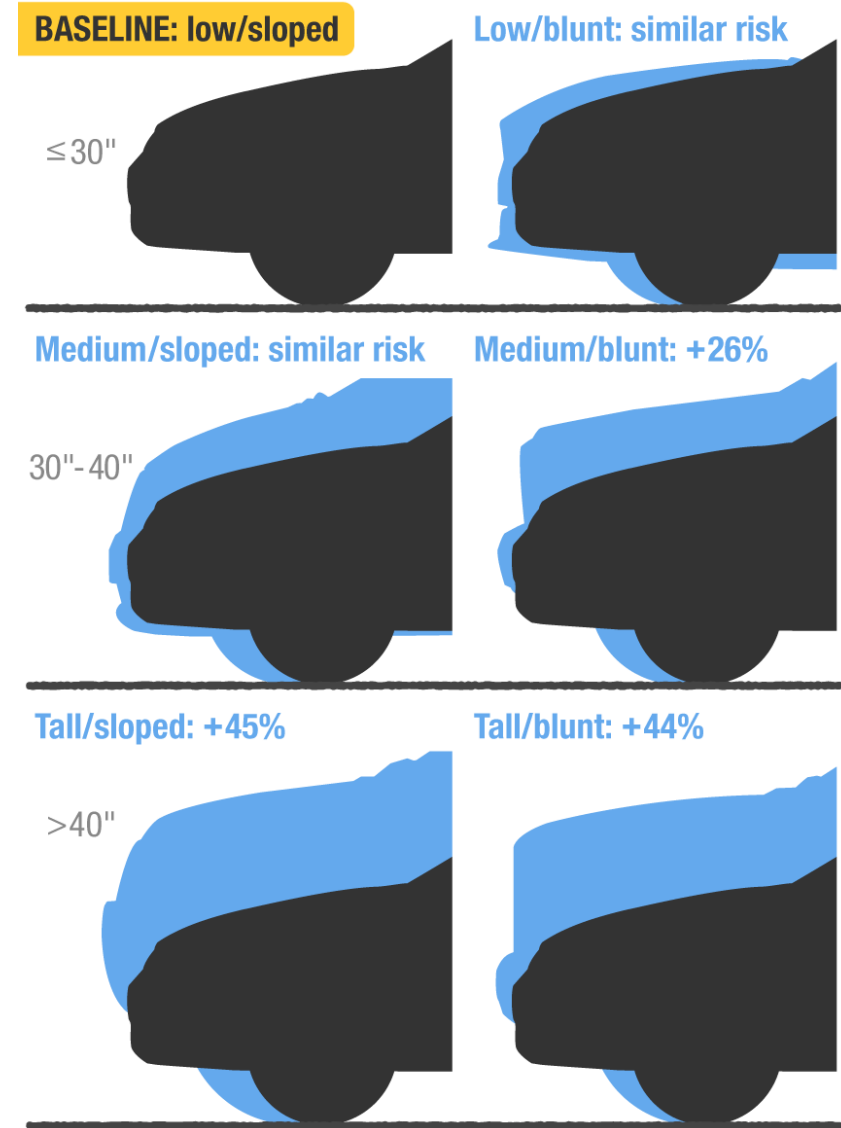 BASELINE: low/sloped
Low/blunt: similar risk
≤30"
Medium/sloped: similar risk
Medium/blunt: +26%
30"-40"
Tall/sloped: +45%
Tall/blunt: +44%
>40"